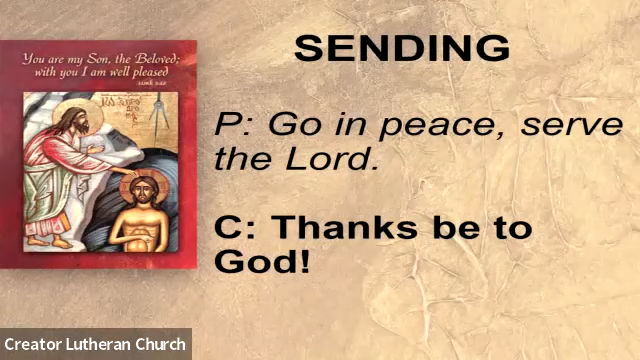 You are my Son, the Beloved;
with you I am well pleased
SENDING
P: Go in peace, serve
the Lord.
C: Thanks be to
God!
Creator Lutheran Church